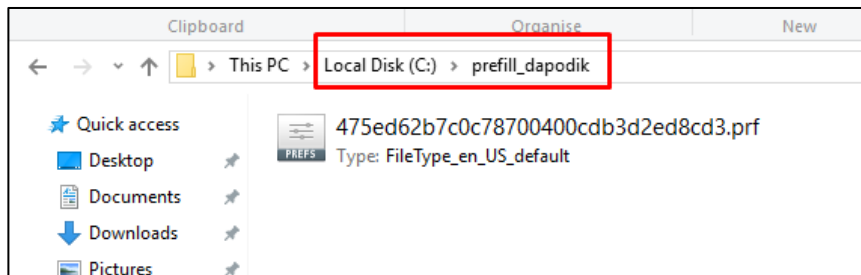 Clipboard Organise New
This PC > Local Disk (C:) > prefill_dapodik
Quick access
Desktop
Documents
Downloads
Pictures
475ed62b7c0c78700400cdb3d2ed8cd3.prf
PREFS
Type: FileType_en_US_default